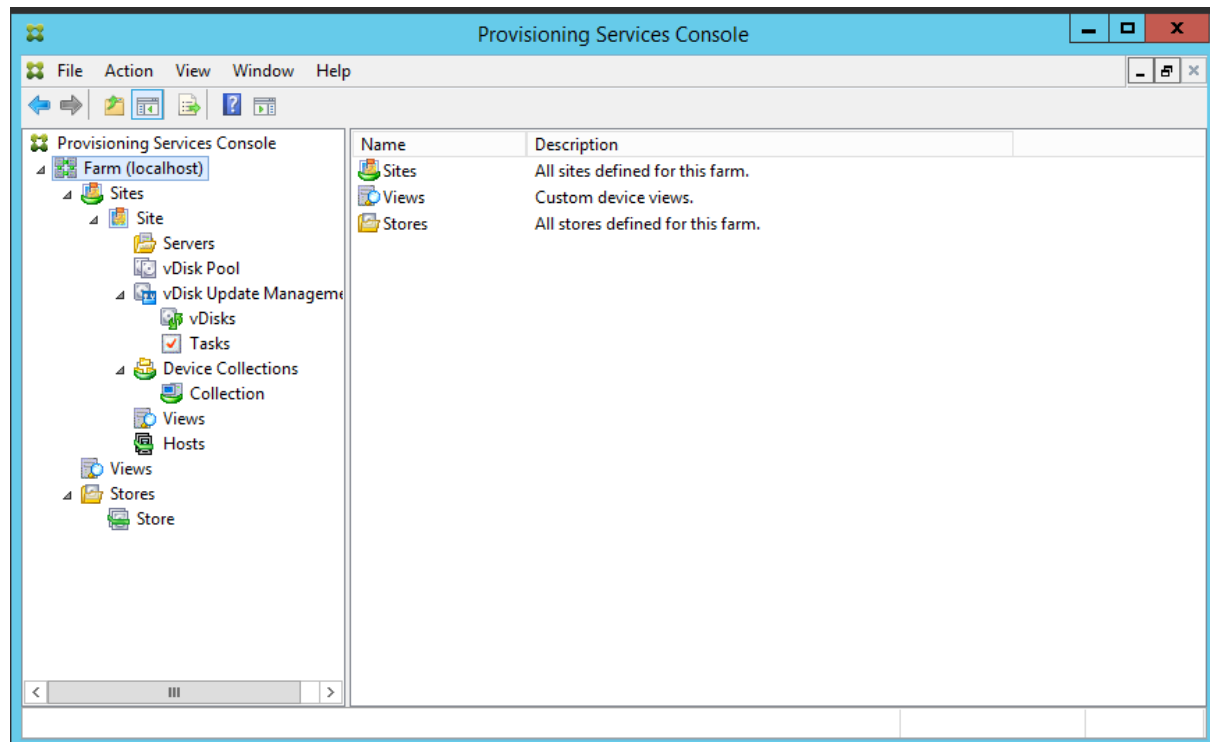 Provisioning Services Console
File Action View Window Help
Provisioning Services Console
Farm (localhost)
Sites
Site
Servers
vDisk Pool
vDisk Update Manageme
vDisks
Tasks
Device Collections
Collection
Views
Hosts
Views
Stores
Store
Name Description
Sites All sites defined for this farm.
Views Custom device views.
Stores All stores defined for this farm.